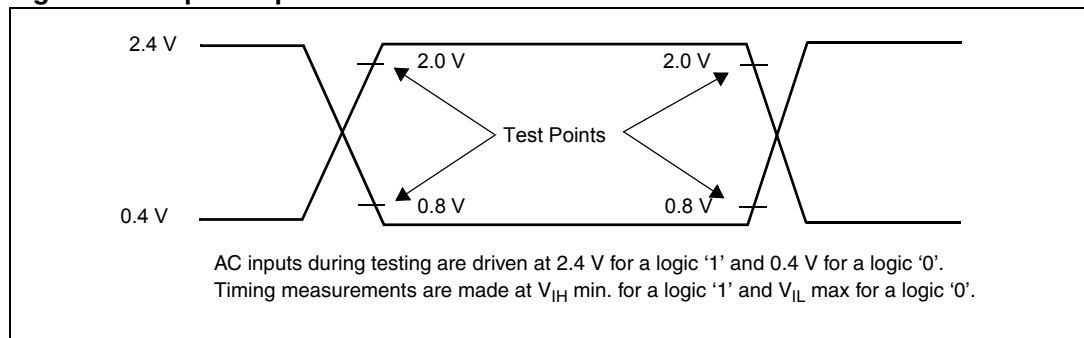 2.4 V
2.0 V
2.0 V
Test Points
0.8 V
0.8 V
0.4 V
AC inputs during testing are driven at 2.4 V for a logic ‘1’ and 0.4 V for a logic ‘0’.
Timing measurements are made at VIH min. for a logic ‘1’ and VIL max for a logic ‘0’.